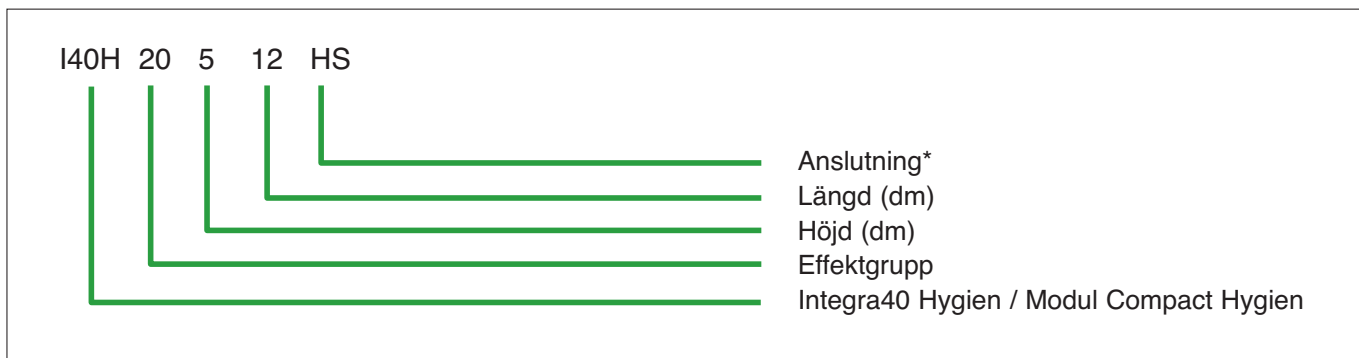 I40H 20 5 12 HS
Anslutning*
Längd (dm)
Höjd (dm)
Effektgrupp
Integra40 Hygien / Modul Compact Hygien